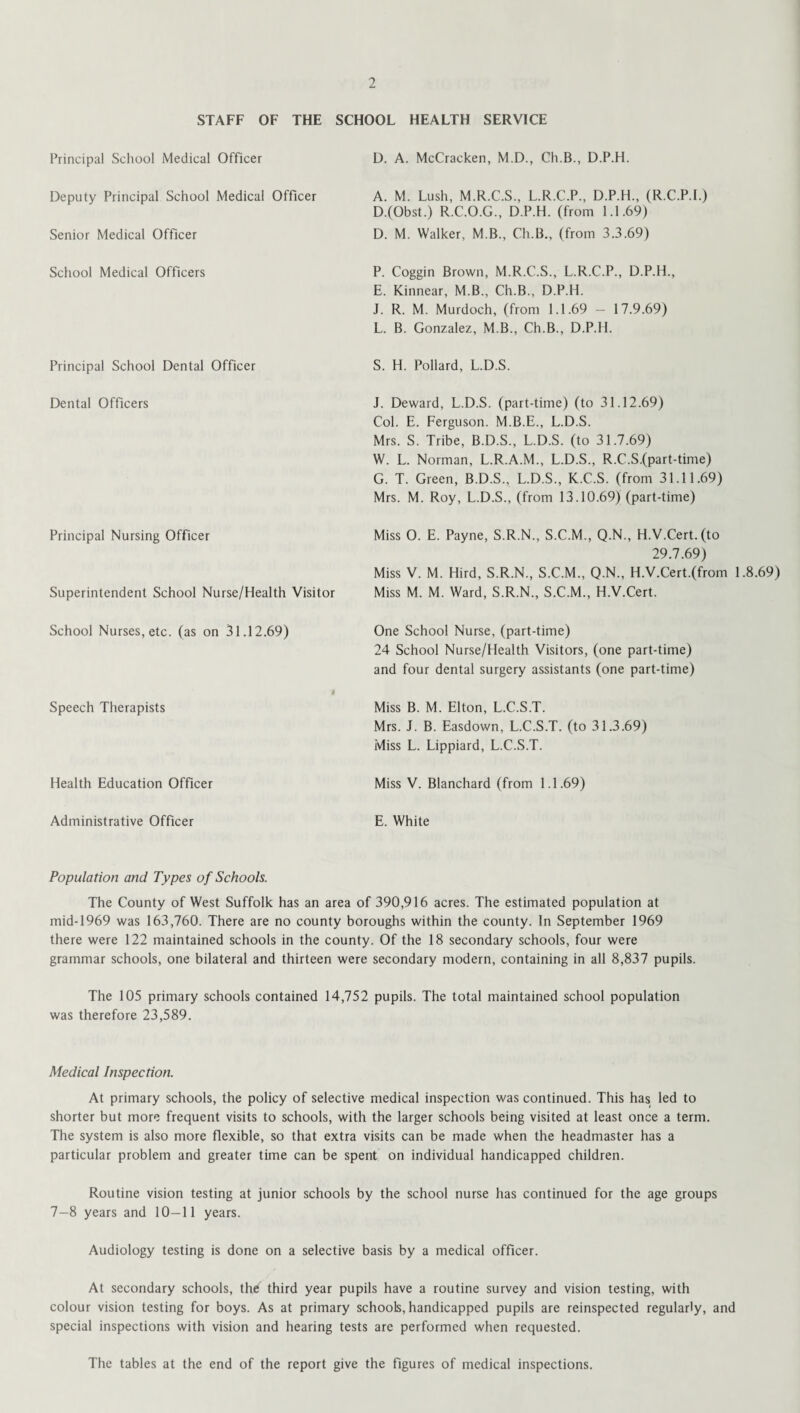 2
STAFF OF THE SCHOOL HEALTH SERVICE
Principal School Medical Officer D. A. McCracken, M.D., Ch.B., D.P.H.
Deputy Principal School Medical Officer A. M. Lush, M.R.C.S., L.R.C.P., D.P.H., (R.C.P.I.)
D.(Obst.) R.C.O.G., D.P.H. (from 1.1.69)
Senior Medical Officer D. M. Walker, M.B., Ch.B., (from 3.3.69)
School Medical Officers P. Coggin Brown, M.R.C.S., L.R.C.P., D.P.H.,
E. Kinnear, M.B., Ch.B., D.P.H.
J. R. M. Murdoch, (from 1.1.69 – 17.9.69)
L. B. Gonzalez, M.B., Ch.B., D.P.H.
Principal School Dental Officer S. H. Pollard, L.D.S.
Dental Officers J. Deward, L.D.S. (part-time) (to 31.12.69)
Col. E. Ferguson. M.B.E., L.D.S.
Mrs. S. Tribe, B.D.S., L.D.S. (to 31.7.69)
W. L. Norman, L.R.A.M., L.D.S., R.C.S.(part-time)
G. T. Green, B.D.S., L.D.S., K.C.S. (from 31.11.69)
Mrs. M. Roy, L.D.S., (from 13.10.69) (part-time)
Principal Nursing Officer Miss O. E. Payne, S.R.N., S.C.M., Q.N., H.V.Cert.(to
29.7.69)
Miss V. M. Hird, S.R.N., S.C.M., Q.N., H.V.Cert.(from 1.8.69)
Superintendent School Nurse/Health Visitor Miss M. M. Ward, S.R.N., S.C.M., H.V.Cert.
School Nurses, etc. (as on 31.12.69) One School Nurse, (part-time)
24 School Nurse/Health Visitors, (one part-time)
and four dental surgery assistants (one part-time)
Speech Therapists Miss B. M. Elton, L.C.S.T.
Mrs. J. B. Easdown, L.C.S.T. (to 31.3.69)
Miss L. Lippiard, L.C.S.T.
Health Education Officer Miss V. Blanchard (from 1.1.69)
Administrative Officer E. White
Population and Types of Schools.
The County of West Suffolk has an area of 390,916 acres. The estimated population at
mid-1969 was 163,760. There are no county boroughs within the county. In September 1969
there were 122 maintained schools in the county. Of the 18 secondary schools, four were
grammar schools, one bilateral and thirteen were secondary modern, containing in all 8,837 pupils.
The 105 primary schools contained 14,752 pupils. The total maintained school population
was therefore 23,589.
Medical Inspection.
At primary schools, the policy of selective medical inspection was continued. This has led to
shorter but more frequent visits to schools, with the larger schools being visited at least once a term.
The system is also more flexible, so that extra visits can be made when the headmaster has a
particular problem and greater time can be spent on individual handicapped children.
Routine vision testing at junior schools by the school nurse has continued for the age groups
7–8 years and 10–11 years.
Audiology testing is done on a selective basis by a medical officer.
At secondary schools, the third year pupils have a routine survey and vision testing, with
colour vision testing for boys. As at primary schools, handicapped pupils are reinspected regularly, and
special inspections with vision and hearing tests are performed when requested.
The tables at the end of the report give the figures of medical inspections.